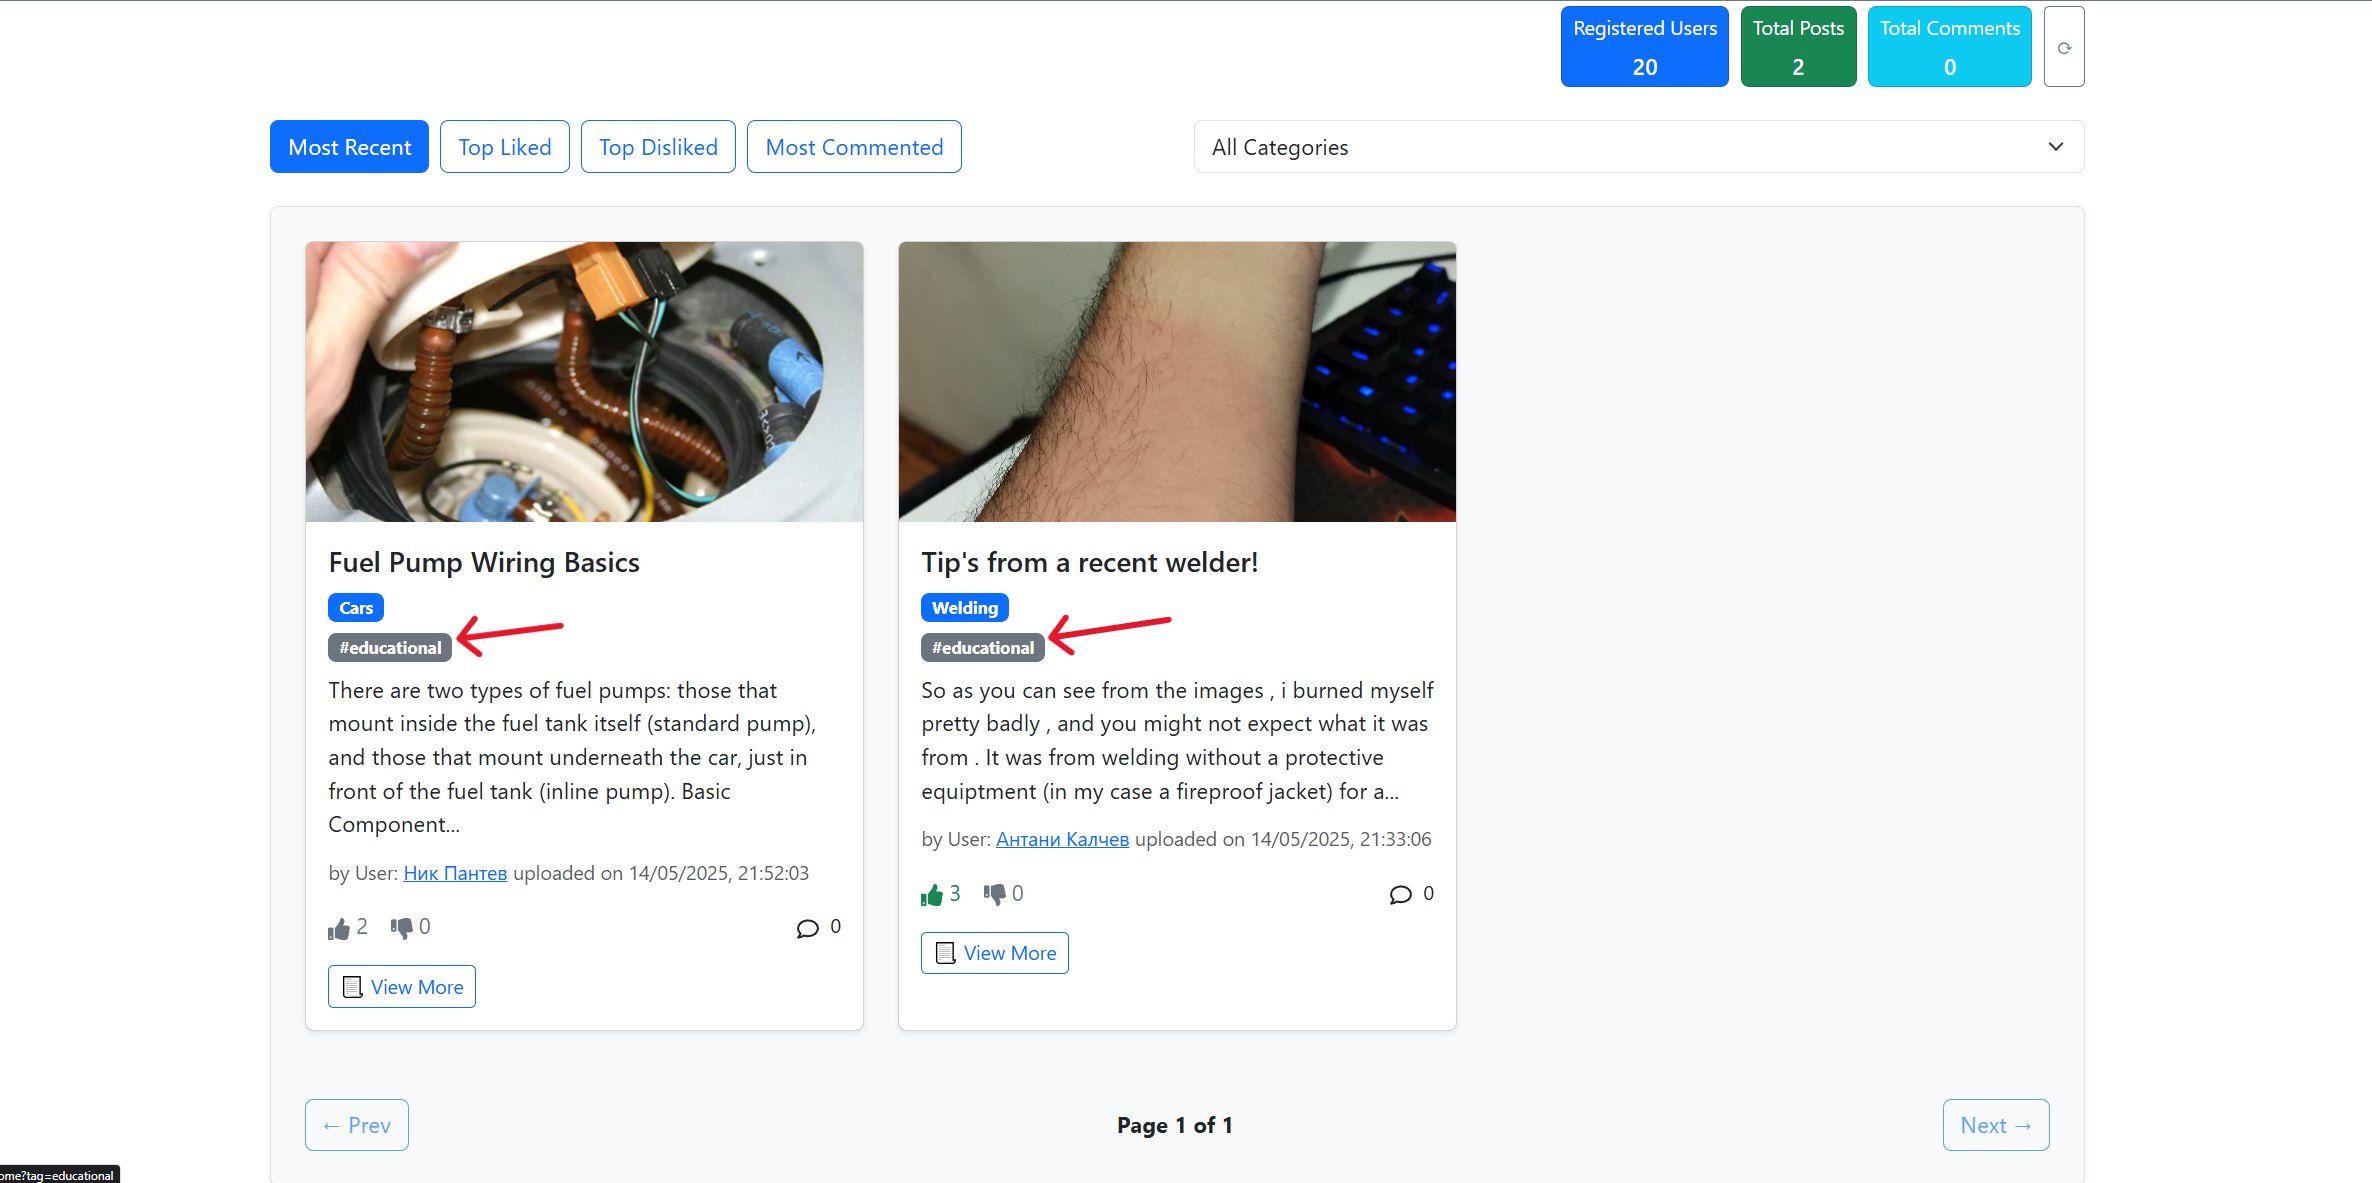 Registered Users
20
Total Posts
2
Total Comments
0
Most Recent
Top Liked
Top Disliked
Most Commented
All Categories
Fuel Pump Wiring Basics
Cars
#educational
There are two types of fuel pumps: those that
mount inside the fuel tank itself (standard pump),
and those that mount underneath the car, just in
front of the fuel tank (inline pump). Basic
Component...
by User: Ник Пантев uploaded on 14/05/2025, 21:52:03
2
0
0
View More
Tip's from a recent welder!
Welding
#educational
So as you can see from the images , i burned myself
pretty badly , and you might not expect what it was
from . It was from welding without a protective
equiptment (in my case a fireproof jacket) for a...
by User: Антани Калчев uploaded on 14/05/2025, 21:33:06
3
0
0
View More
← Prev
Page 1 of 1
Next →
ome?tag=educational